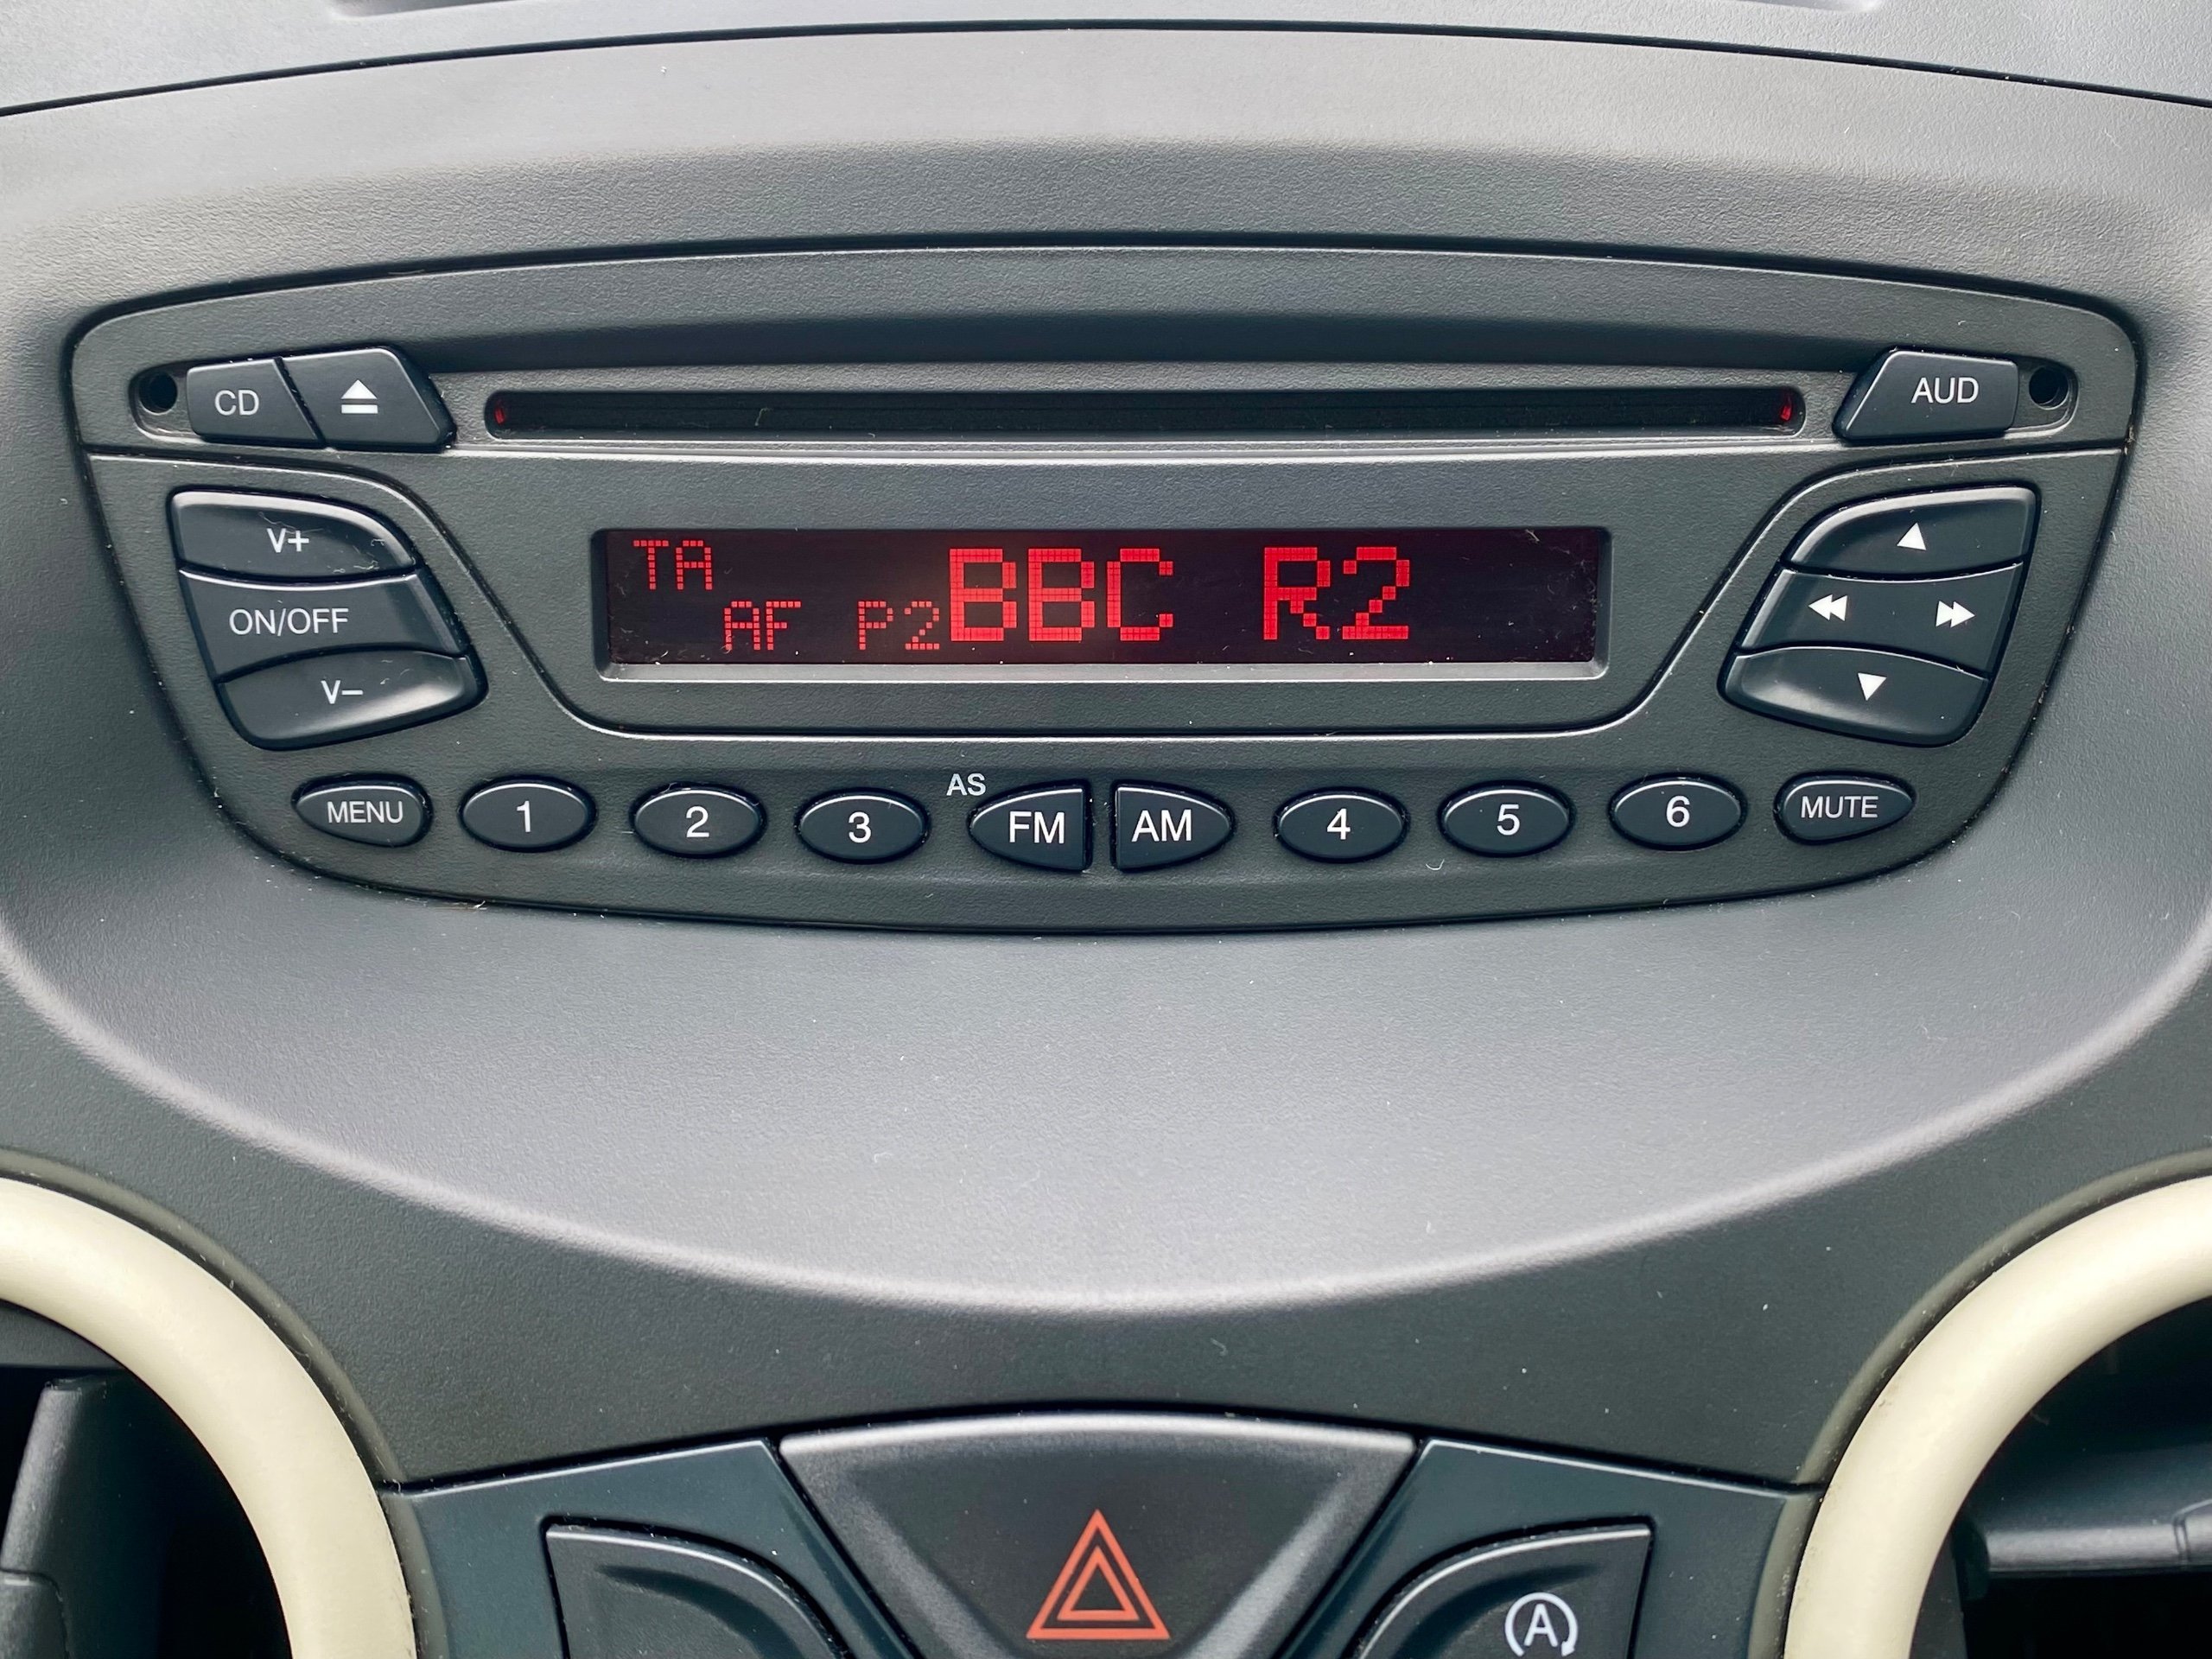 CD
AUD
V+
ON/OFF
V–
TA
AF P2 BBC R2
AS
MENU 1 2 3 FM AM 4 5 6 MUTE
A